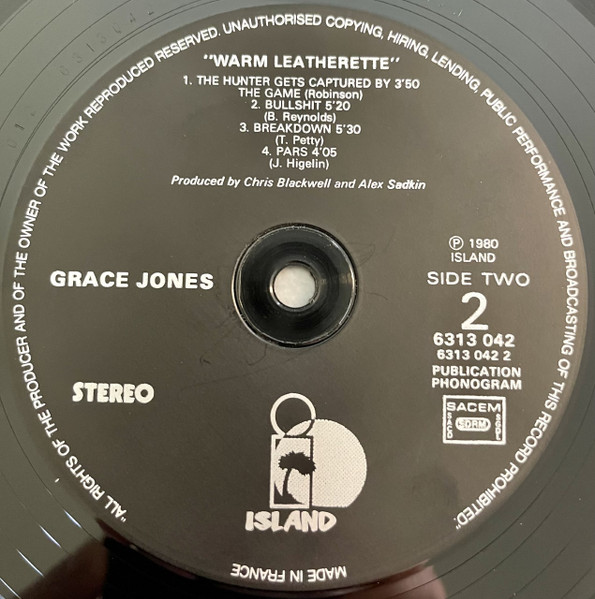 "ALL RIGHTS OF THE PRODUCER AND OF THE OWNER OF THE WORK REPRODUCED RESERVED. UNAUTHORISED COPYING, HIRING, LENDING, PUBLIC PERFORMANCE AND BROADCASTING OF THIS RECORD PROHIBITED."
"WARM LEATHERETTE"
1. THE HUNTER GETS CAPTURED BY 3'50
THE GAME (Robinson)
2. BULLSHIT 5'20
(B. Reynolds)
3. BREAKDOWN 5'30
(T. Petty)
4. PARS 4'05
(J. Higelin)
Produced by Chris Blackwell and Alex Sadkin
Ⓟ 1980
ISLAND
GRACE JONES
SIDE TWO
2
6313 042
6313 042 2
PUBLICATION
PHONOGRAM
STEREO
SACEM
SACD SDRM SGDL
ISLAND
MADE IN FRANCE